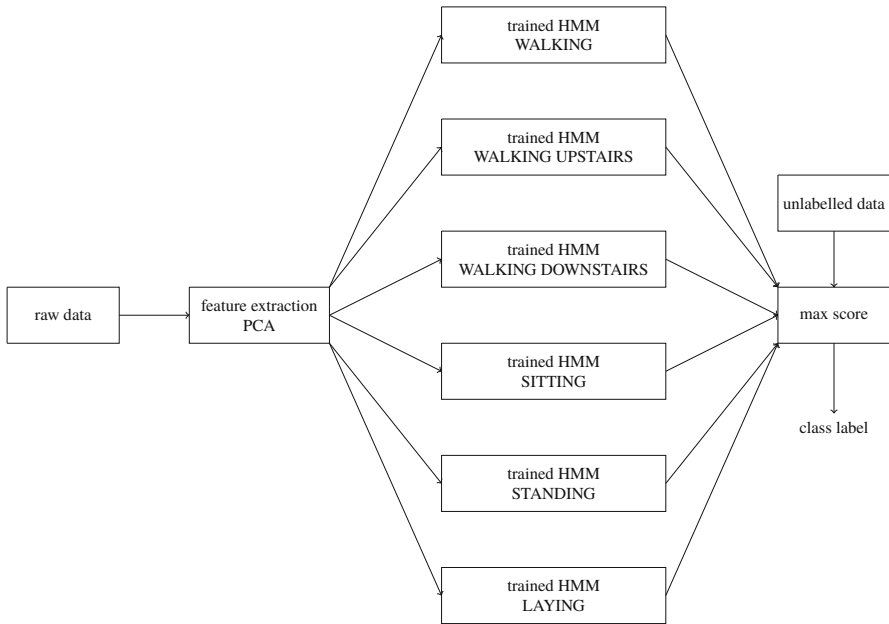 trained HMM
WALKING
trained HMM
WALKING UPSTAIRS
unlabelled data
trained HMM
WALKING DOWNSTAIRS
raw data
feature extraction
PCA
max score
trained HMM
SITTING
class label
trained HMM
STANDING
trained HMM
LAYING